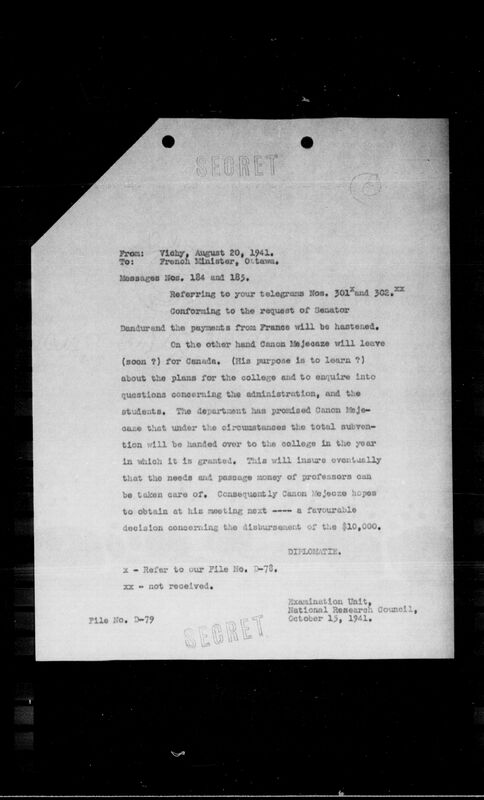 SECRET
From: Vichy, August 20, 1941.
To: French Minister, Ottawa.
Messages Nos. 184 and 185.
Referring to your telegrams Nos. 301x and 302.xx
Conforming to the request of Senator
Dandurand the payments from France will be hastened.
On the other hand Canon Mejecaze will leave
(soon ?) for Canada. (His purpose is to learn ?)
about the plans for the college and to enquire into
questions concerning the administration, and the
students. The department has promised Canon Meje-
caze that under the circumstances the total subven-
tion will be handed over to the college in the year
in which it is granted. This will insure eventually
that the needs and passage money of professors can
be taken care of. Consequently Canon Mejecze hopes
to obtain at his meeting next ---- a favourable
decision concerning the disbursement of the $10,000.
DIPLOMATIE.
x - Refer to our File No. D-78.
xx - not received.
Examination Unit,
National Research Council,
October 15, 1941.
File No. D-79
SECRET